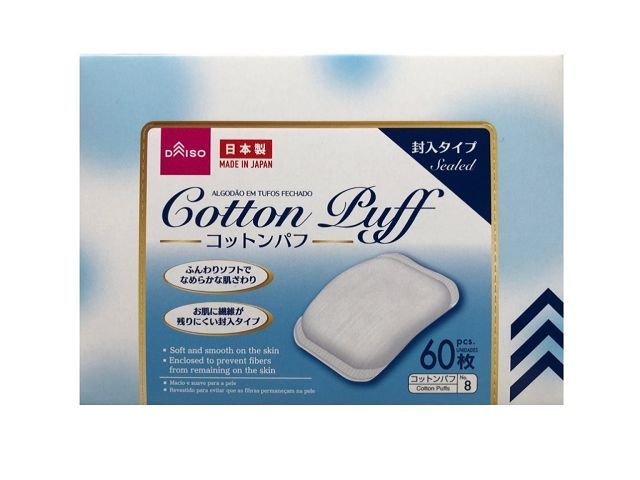 DAISO
日本製
MADE IN JAPAN
封入タイプ
Sealed
ALGODÃO EM TUFOS FECHADO
Cotton Puff
コットンパフ
ふんわりソフトで
なめらかな肌ざわり
お肌に繊維が
残りにくい封入タイプ
• Soft and smooth on the skin
• Enclosed to prevent fibers
from remaining on the skin
• Macio e suave para a pele
• Revestido para evitar que as fibras permaneçam na pele
60 pcs.
UNIDADES
枚
コットンパフ
Cotton Puffs
No.
8